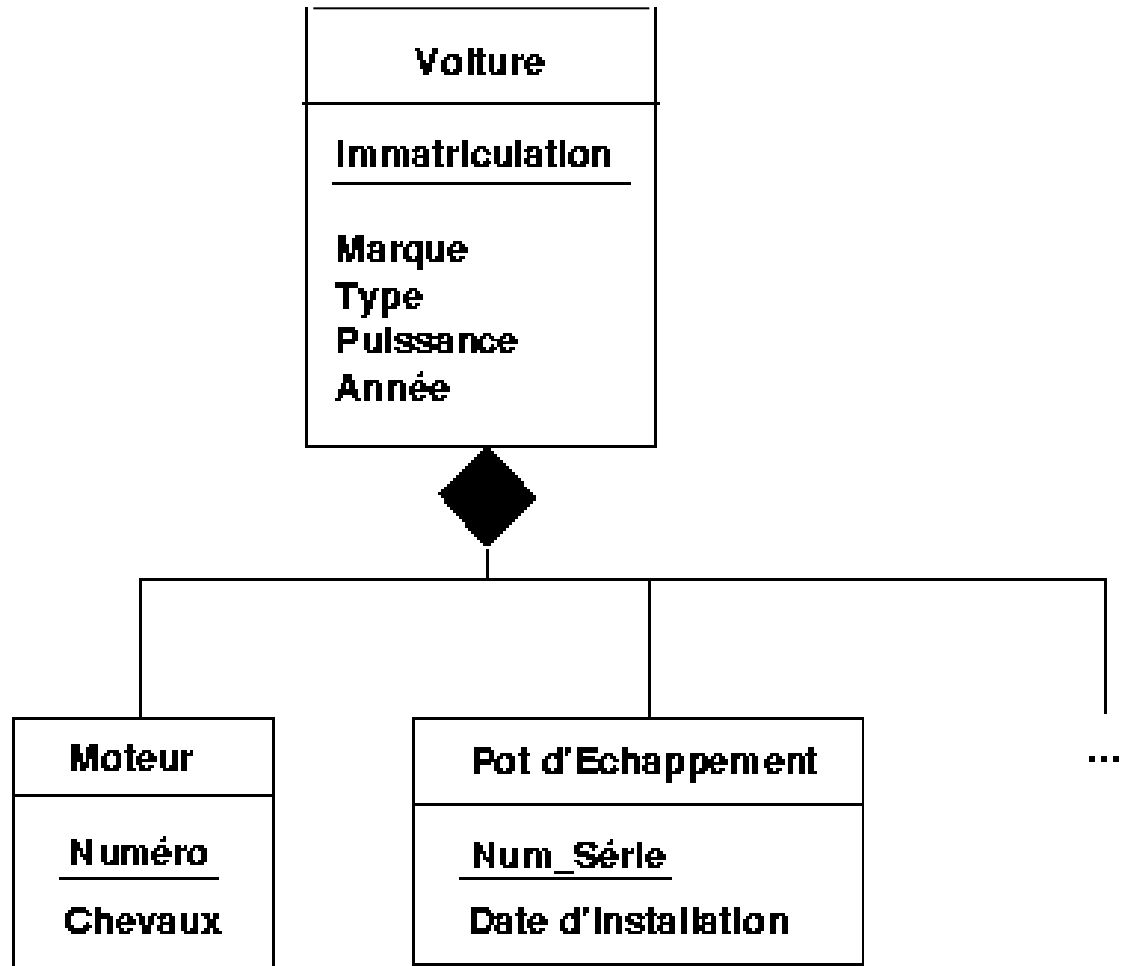 Voiture
Immatriculation
Marque
Type
Puissance
Année
Moteur
Numéro
Chevaux
Pot d'Echappement
Num_Série
Date d'Installation
...